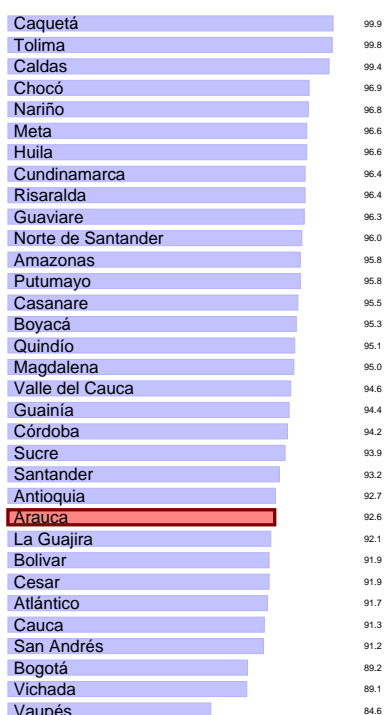 Caquetá 99.9
Tolima 99.8
Caldas 99.4
Chocó 96.9
Nariño 96.8
Meta 96.6
Huila 96.6
Cundinamarca 96.4
Risaralda 96.4
Guaviare 96.3
Norte de Santander 96.0
Amazonas 95.8
Putumayo 95.8
Casanare 95.5
Boyacá 95.3
Quindío 95.1
Magdalena 95.0
Valle del Cauca 94.6
Guainía 94.4
Córdoba 94.2
Sucre 93.9
Santander 93.2
Antioquia 92.7
Arauca 92.6
La Guajira 92.1
Bolivar 91.9
Cesar 91.9
Atlántico 91.7
Cauca 91.3
San Andrés 91.2
Bogotá 89.2
Vichada 89.1
Vaupés 84.6